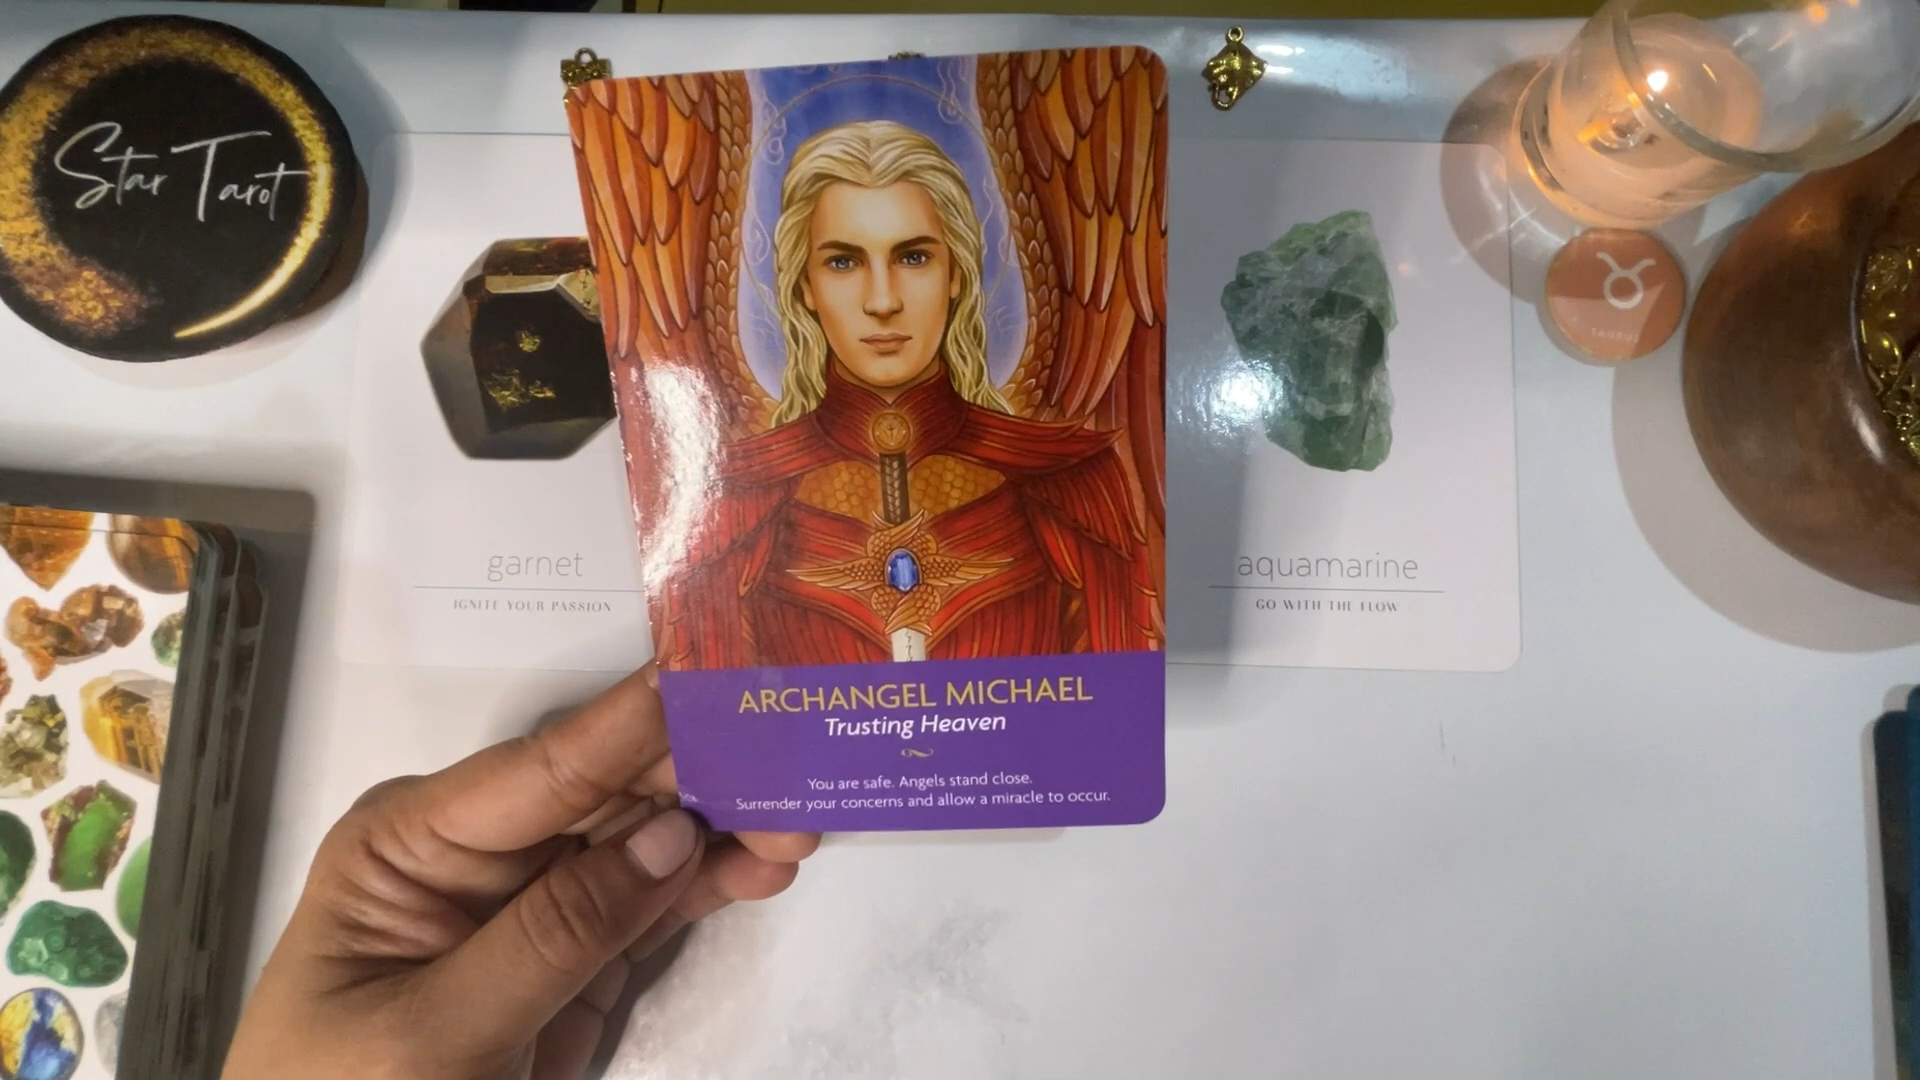 Star Tarot
garnet
IGNITE YOUR PASSION
ARCHANGEL MICHAEL
Trusting Heaven
You are safe. Angels stand close.
Surrender your concerns and allow a miracle to occur.
aquamarine
GO WITH THE FLOW
TAURUS